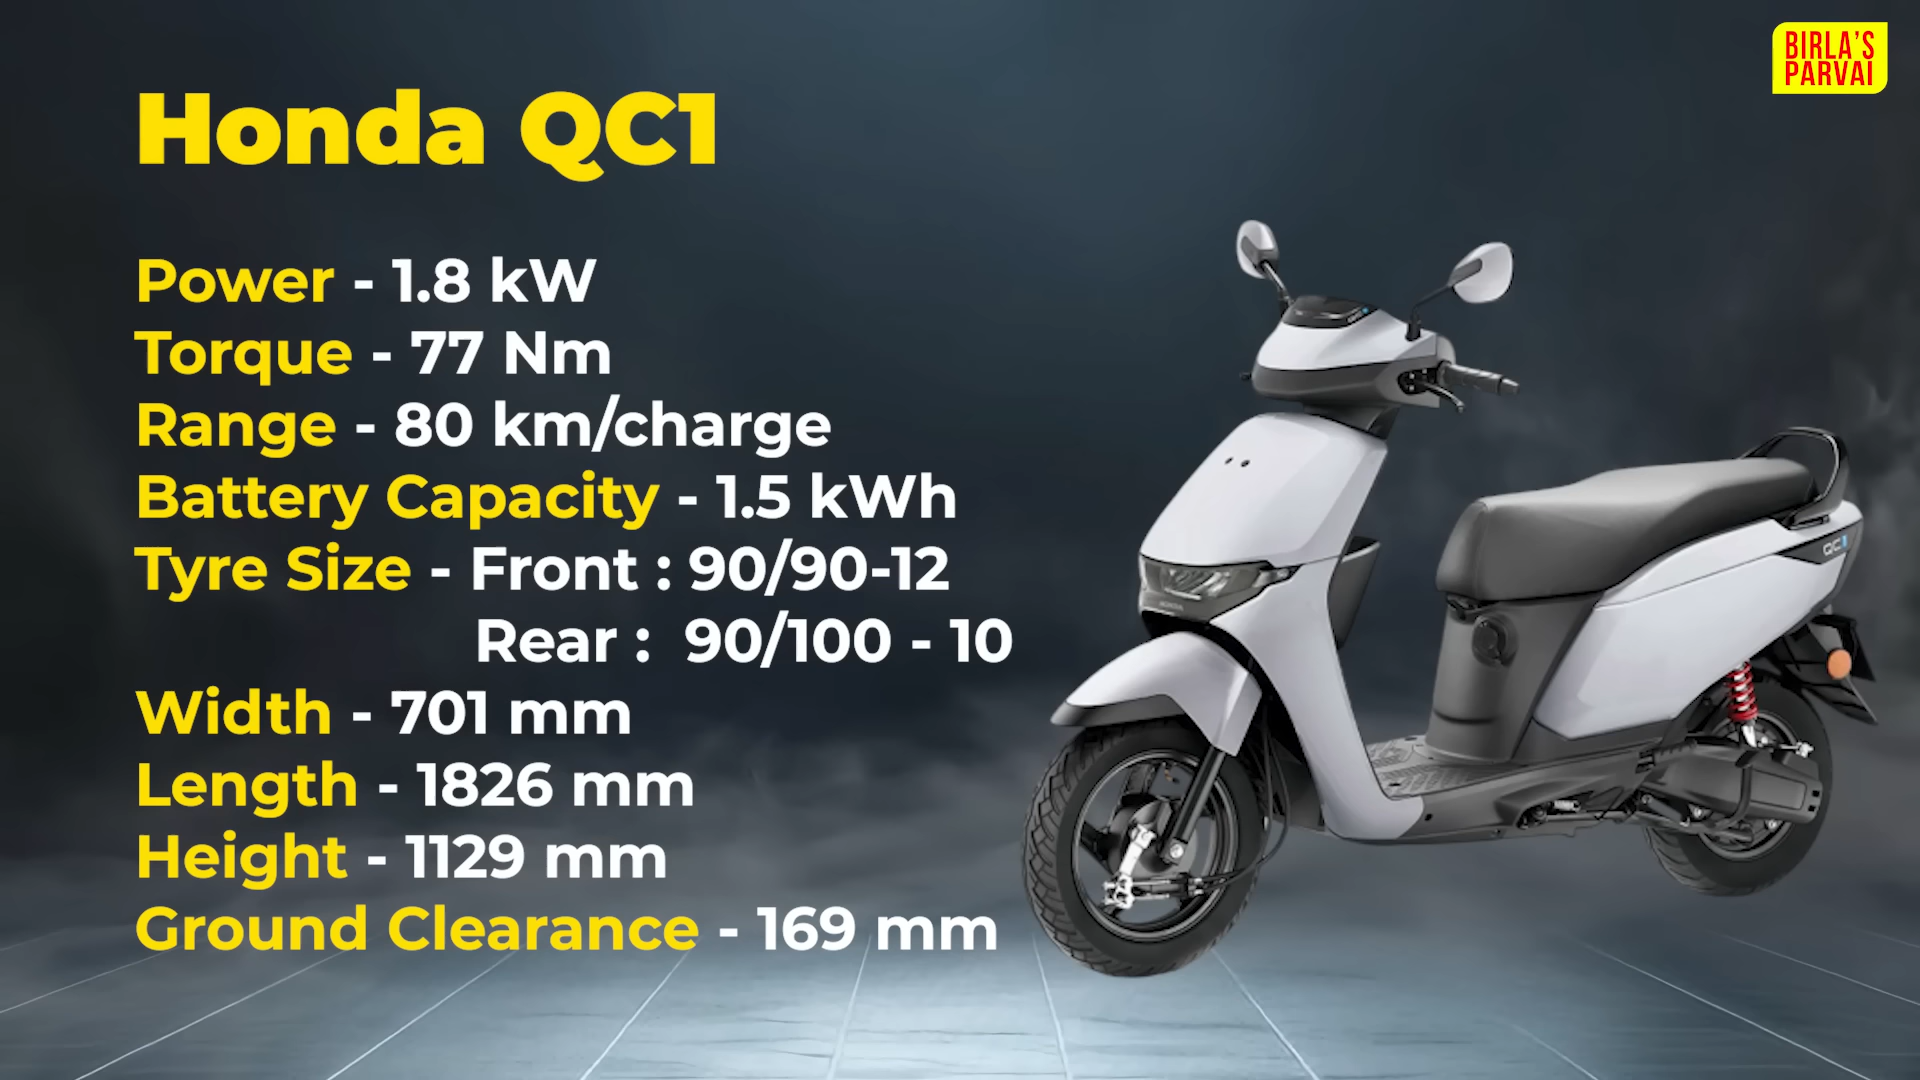 BIRLA'S
PARVAI
Honda QC1
Power - 1.8 kW
Torque - 77 Nm
Range - 80 km/charge
Battery Capacity - 1.5 kWh
Tyre Size - Front : 90/90-12
Rear : 90/100 - 10
Width - 701 mm
Length - 1826 mm
Height - 1129 mm
Ground Clearance - 169 mm
QC1
HONDA